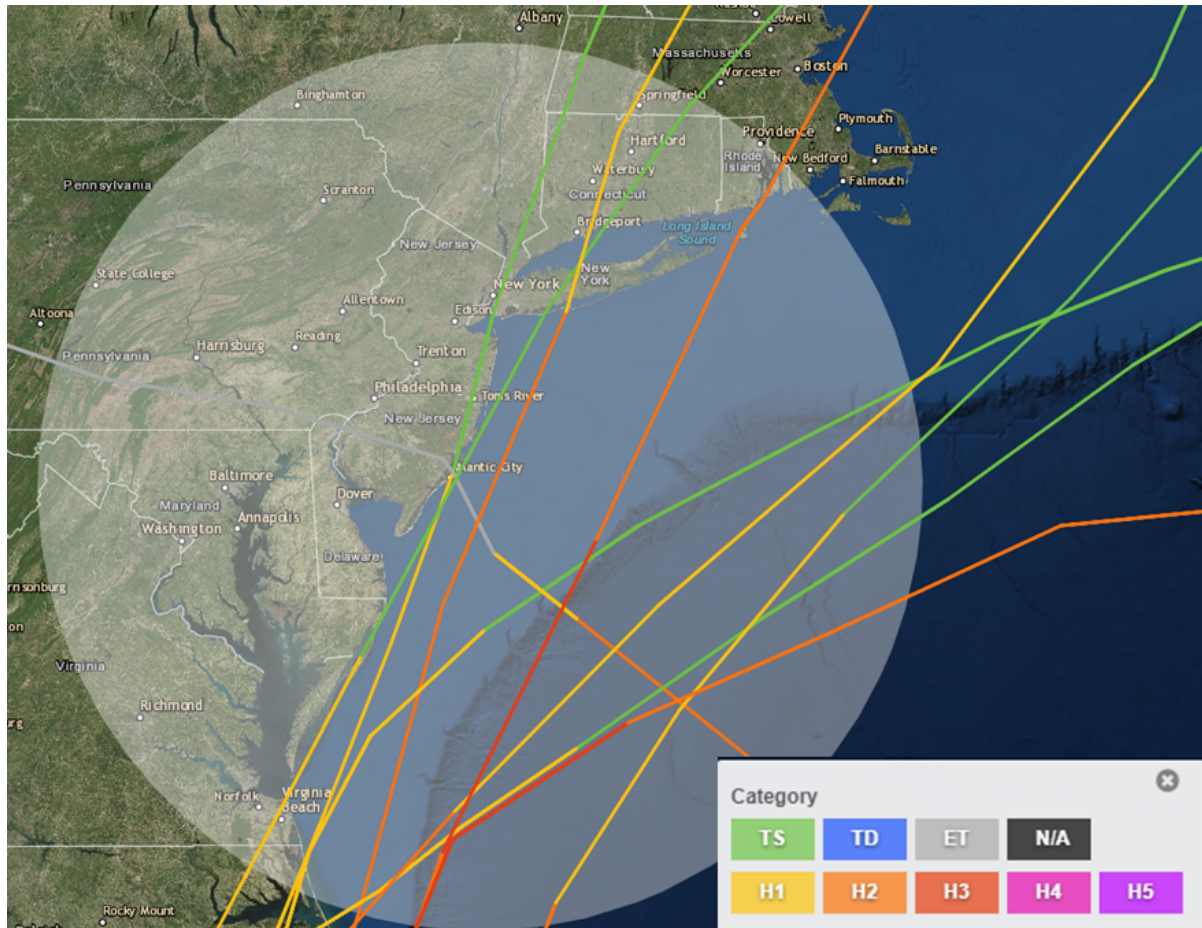 Albany
Lowell
Massachusetts
Boston
Worcester
Binghamton
Springfield
Plymouth
Providence
Hartford
Rhode
Island
New Bedford
Barnstable
Waterbury
Falmouth
Pennsylvania
Scranton
Connecticut
Bridgeport
Long Island
Sound
New Jersey
State College
New York
New
York
Allentown
Altoona
Edison
Reading
Harrisburg
Pennsylvania
Trenton
Philadelphia
Toms River
New Jersey
Atlantic City
Baltimore
Dover
Maryland
Annapolis
Washington
Delaware
Virginia
Richmond
Norfolk
Virginia
Beach
Rocky Mount
Category
TS TD ET N/A
H1 H2 H3 H4 H5